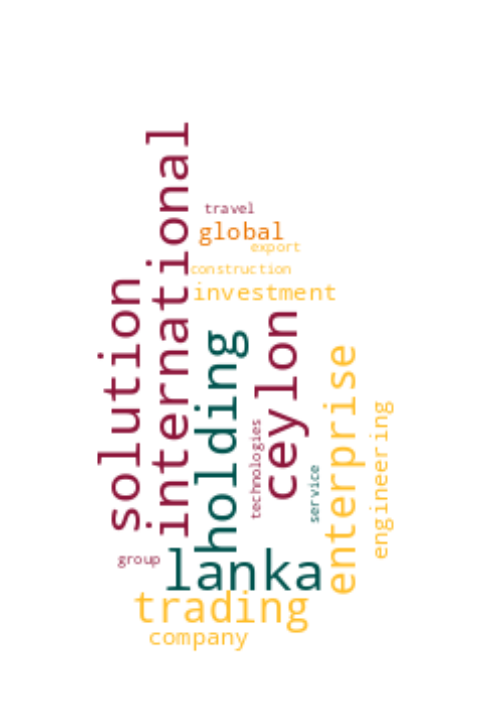 international
travel
global
export
construction
solution
investment
ceylon
holding
enterprise
engineering
technologies
service
group
lanka
trading
company